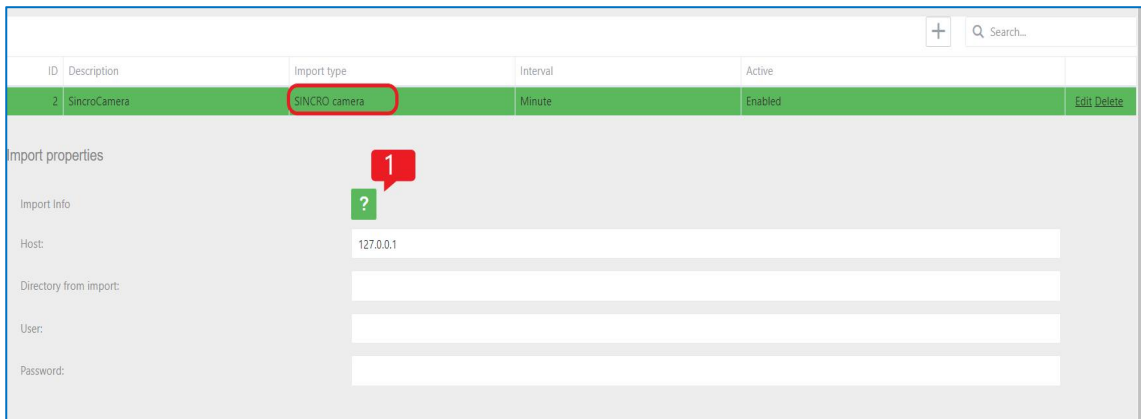 Search...
ID Description Import type Interval Active
2 SincroCamera SINCRO camera Minute Enabled Edit Delete
Import properties
1
Import Info ?
Host: 127.0.0.1
Directory from import:
User:
Password: